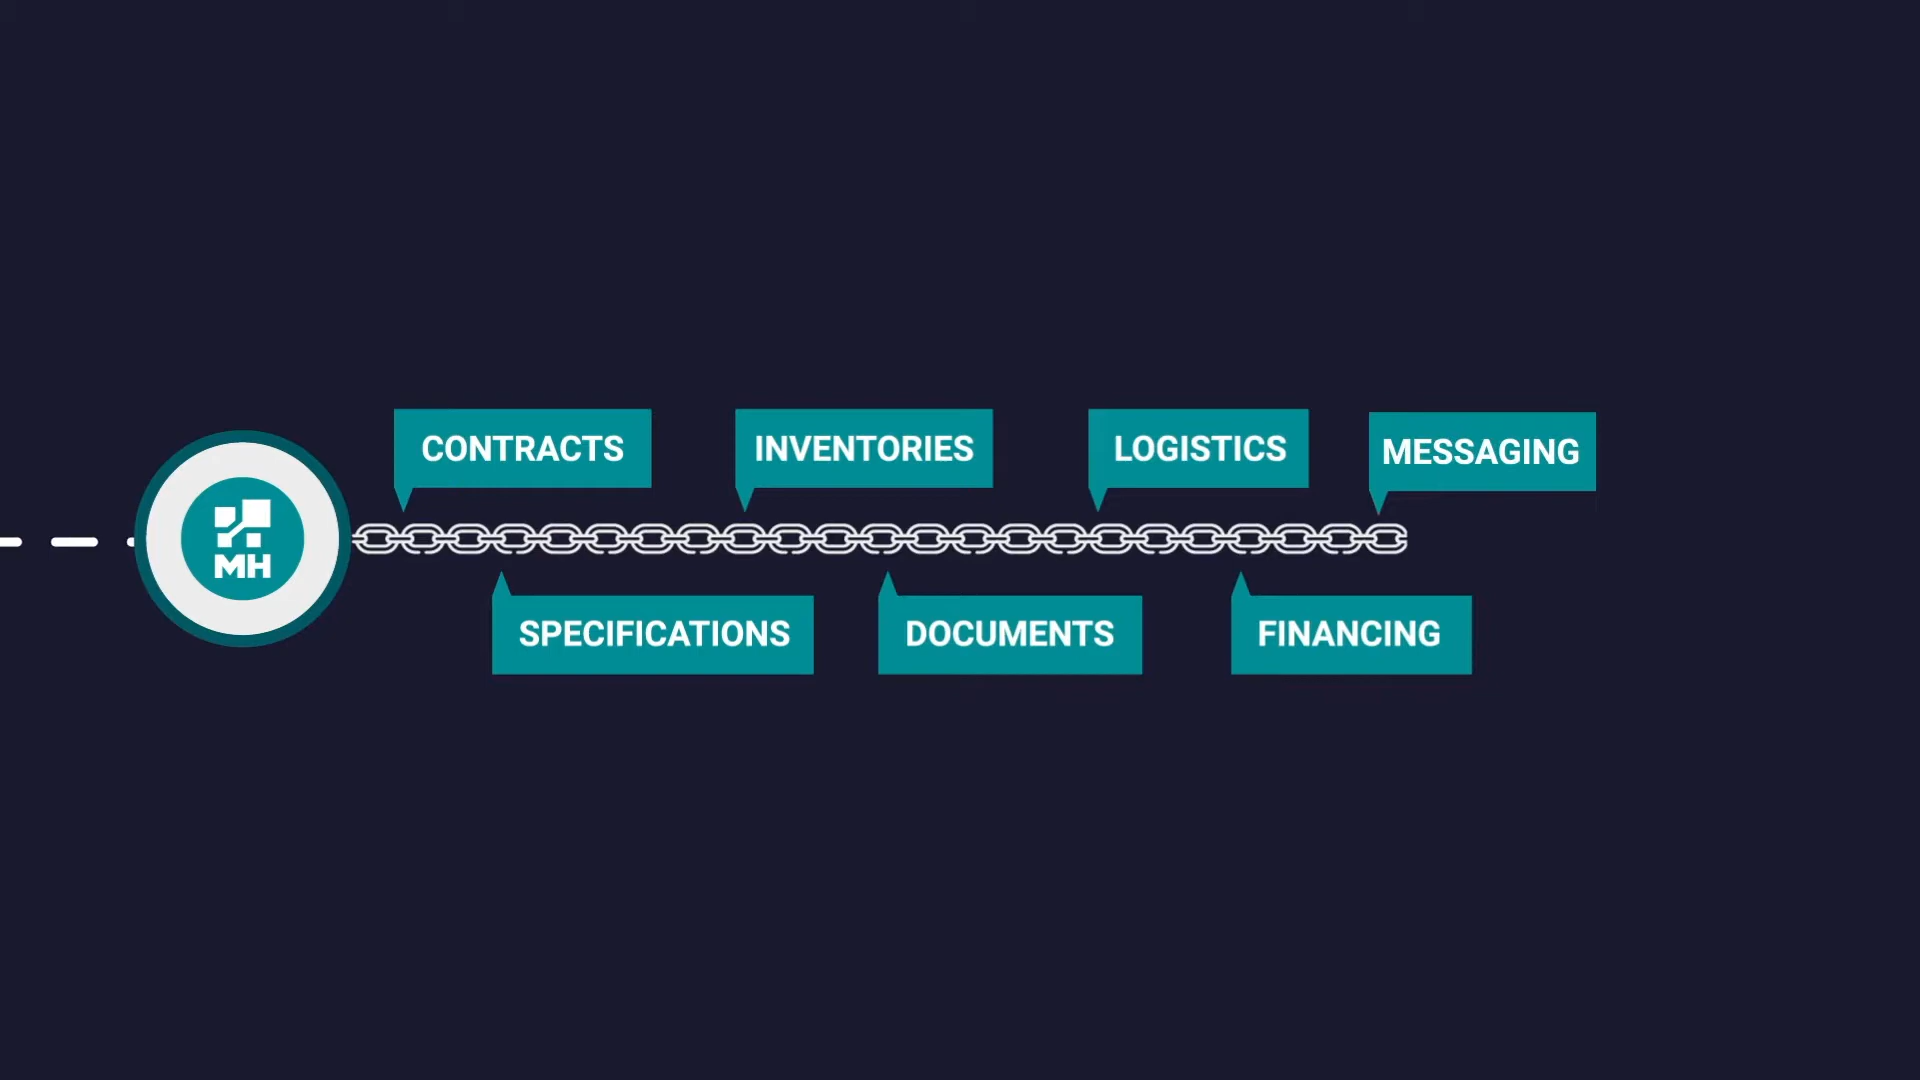 CONTRACTS
INVENTORIES
LOGISTICS
MESSAGING
MH
SPECIFICATIONS
DOCUMENTS
FINANCING